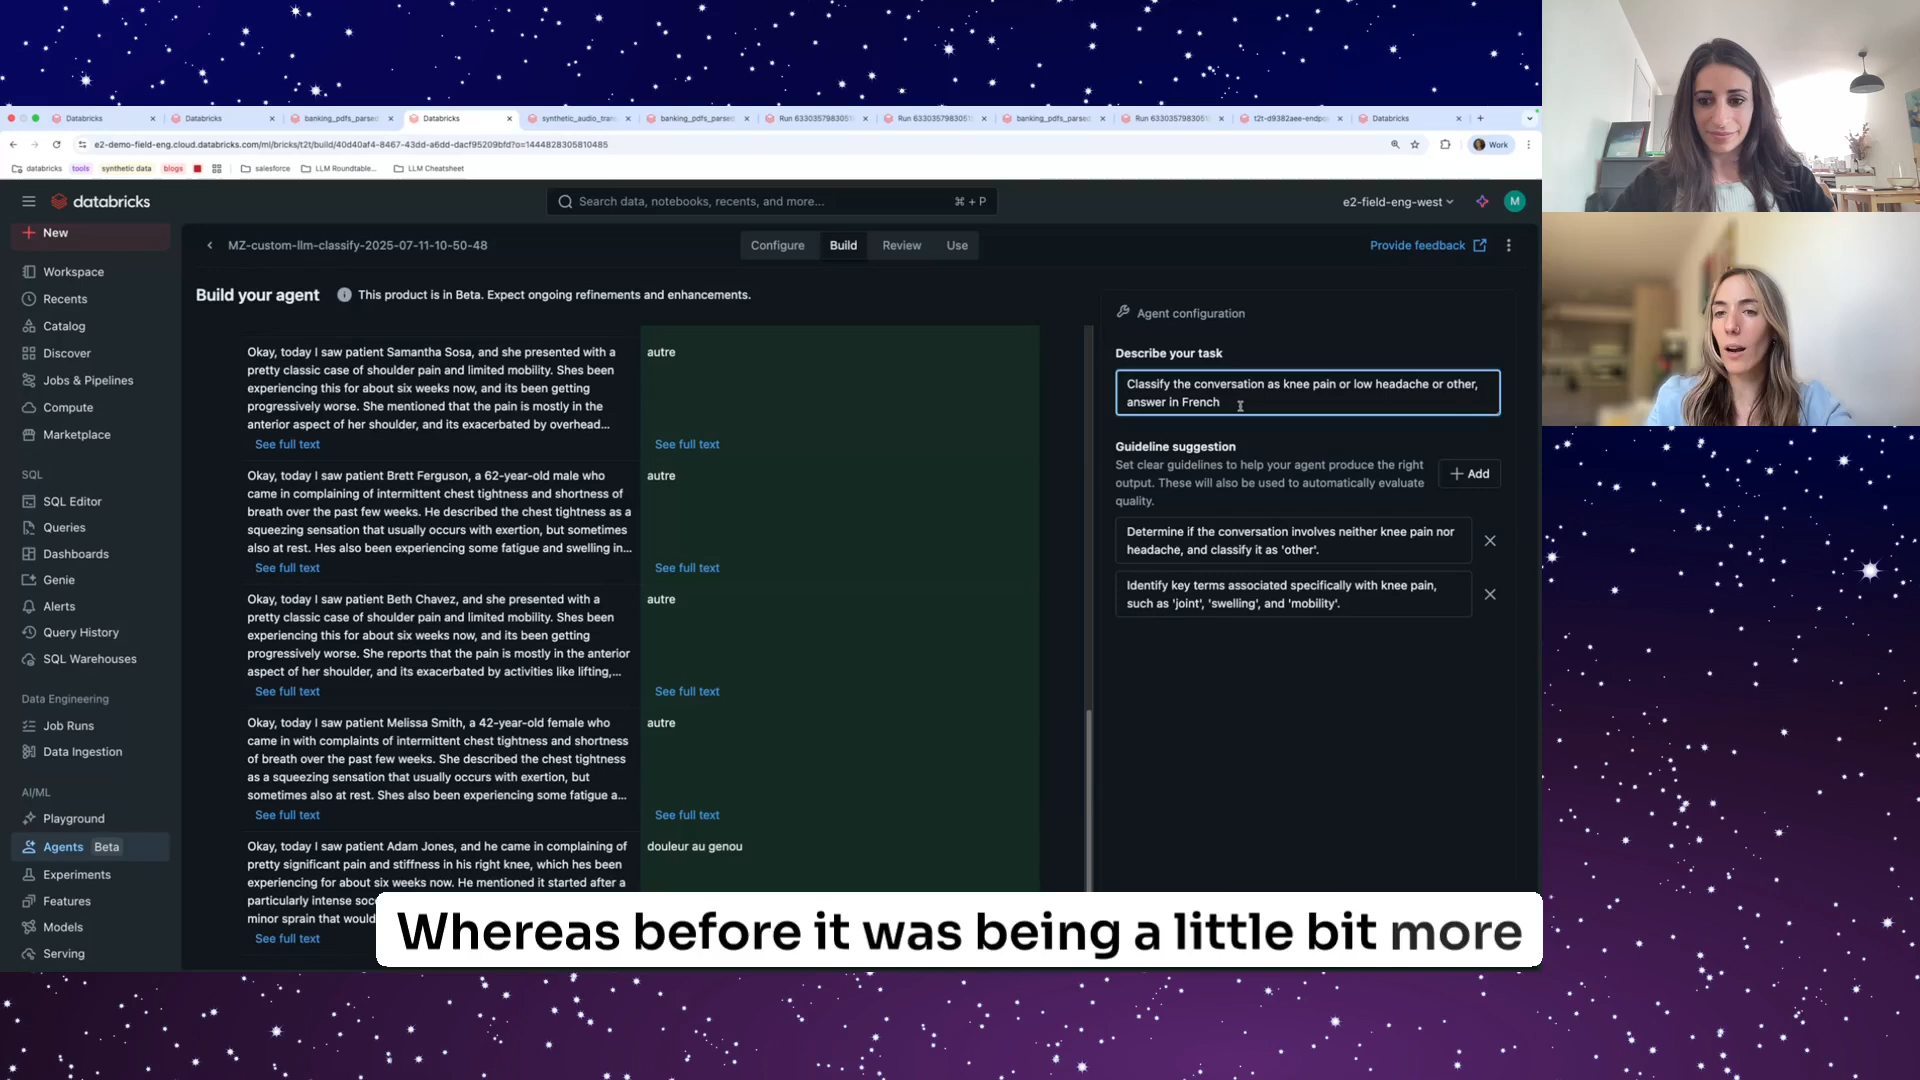 Databricks
Databricks
banking_pdfs_parsed
Databricks
synthetic_audio_tran
banking_pdfs_parsed
Run 6330357983051
Run 6330357983051
banking_pdfs_parsed
Run 6330357983051
t2t-d9382aee-endpo
Databricks
e2-demo-field-eng.cloud.databricks.com/ml/bricks/t2t/build/40d40af4-8467-43dd-a6dd-dacf95209bfd?o=1444828305810485
Work
databricks
tools
synthetic data
blogs
salesforce
LLM Roundtable...
LLM Cheatsheet
databricks
Search data, notebooks, recents, and more...
⌘ + P
e2-field-eng-west
M
New
Workspace
Recents
Catalog
Discover
Jobs & Pipelines
Compute
Marketplace
SQL
SQL Editor
Queries
Dashboards
Genie
Alerts
Query History
SQL Warehouses
Data Engineering
Job Runs
Data Ingestion
AI/ML
Playground
Agents Beta
Experiments
Features
Models
Serving
MZ-custom-llm-classify-2025-07-11-10-50-48
Configure
Build
Review
Use
Provide feedback
Build your agent
This product is in Beta. Expect ongoing refinements and enhancements.
Okay, today I saw patient Samantha Sosa, and she presented with a
pretty classic case of shoulder pain and limited mobility. Shes been
experiencing this for about six weeks now, and its been getting
progressively worse. She mentioned that the pain is mostly in the
anterior aspect of her shoulder, and its exacerbated by overhead...
See full text
autre
See full text
Okay, today I saw patient Brett Ferguson, a 62-year-old male who
came in complaining of intermittent chest tightness and shortness of
breath over the past few weeks. He described the chest tightness as a
squeezing sensation that usually occurs with exertion, but sometimes
also at rest. Hes also been experiencing some fatigue and swelling in...
See full text
autre
See full text
Okay, today I saw patient Beth Chavez, and she presented with a
pretty classic case of shoulder pain and limited mobility. Shes been
experiencing this for about six weeks now, and its been getting
progressively worse. She reports that the pain is mostly in the anterior
aspect of her shoulder, and its exacerbated by activities like lifting,...
See full text
autre
See full text
Okay, today I saw patient Melissa Smith, a 42-year-old female who
came in with complaints of intermittent chest tightness and shortness
of breath over the past few weeks. She described the chest tightness
as a squeezing sensation that usually occurs with exertion, but
sometimes also at rest. Shes also been experiencing some fatigue a...
See full text
autre
See full text
Okay, today I saw patient Adam Jones, and he came in complaining of
pretty significant pain and stiffness in his right knee, which hes been
experiencing for about six weeks now. He mentioned it started after a
particularly intense soc
minor sprain that would
See full text
douleur au genou
Agent configuration
Describe your task
Classify the conversation as knee pain or low headache or other,
answer in French
Guideline suggestion
Set clear guidelines to help your agent produce the right
output. These will also be used to automatically evaluate
quality.
Add
Determine if the conversation involves neither knee pain nor
headache, and classify it as 'other'.
Identify key terms associated specifically with knee pain,
such as 'joint', 'swelling', and 'mobility'.
Whereas before it was being a little bit more